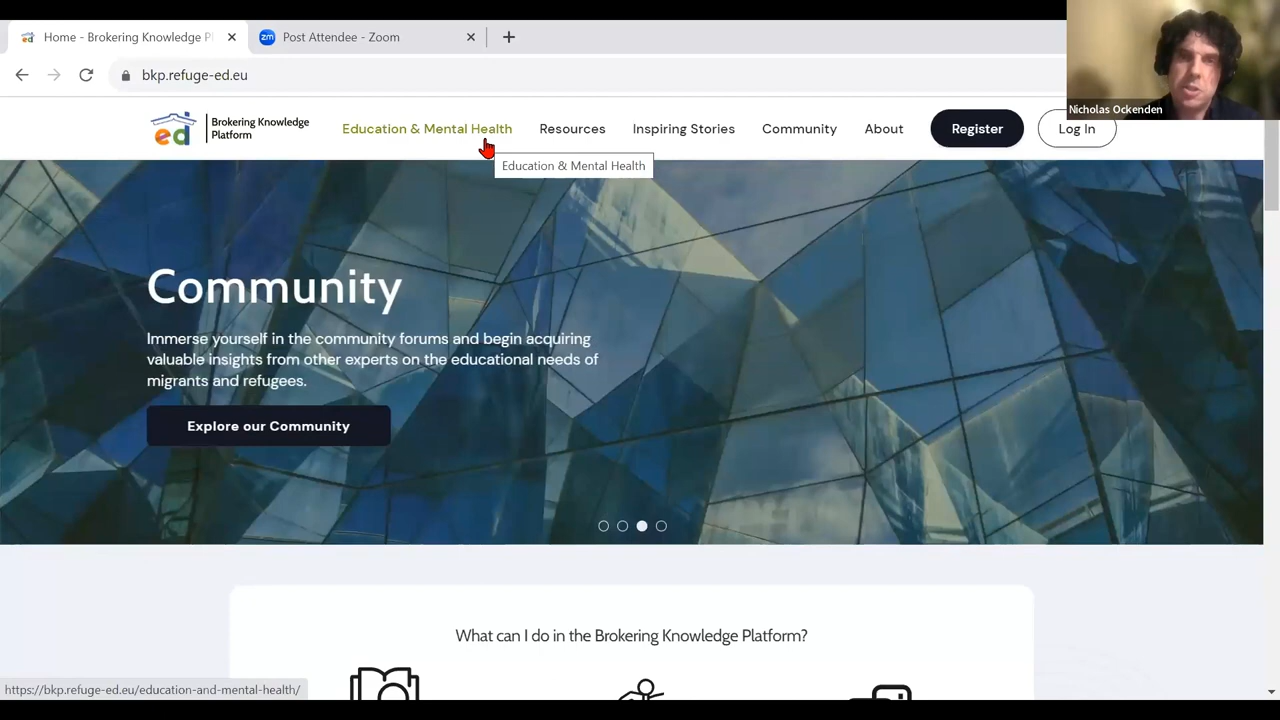 Home - Brokering Knowledge Pl
Post Attendee - Zoom
zm
bkp.refuge-ed.eu
Nicholas Ockenden
ed
Brokering Knowledge
Platform
Education & Mental Health
Resources
Inspiring Stories
Community
About
Register
Log In
Education & Mental Health
Community
Immerse yourself in the community forums and begin acquiring
valuable insights from other experts on the educational needs of
migrants and refugees.
Explore our Community
What can I do in the Brokering Knowledge Platform?
https://bkp.refuge-ed.eu/education-and-mental-health/